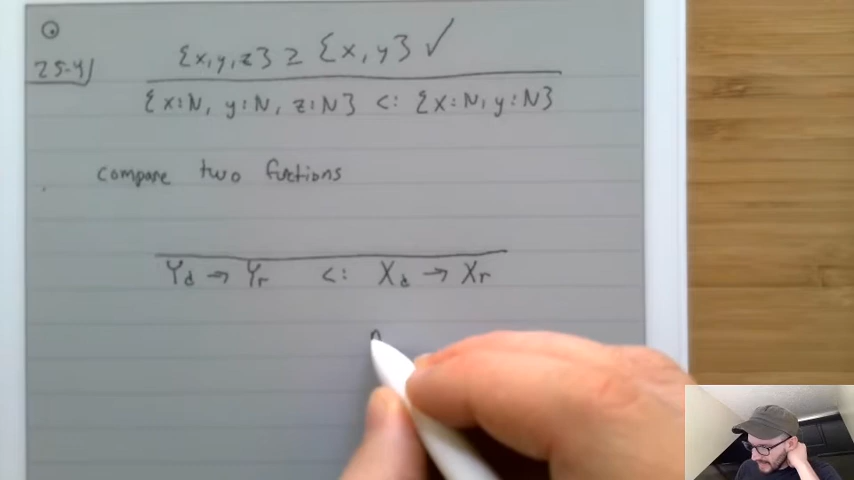 25-4/
{x,y,z} ⊇ {x,y} ✓
{x:N, y:N, z:N} <: {x:N, y:N}
compare two fuctions
Yd → Yr <: Xd → Xr